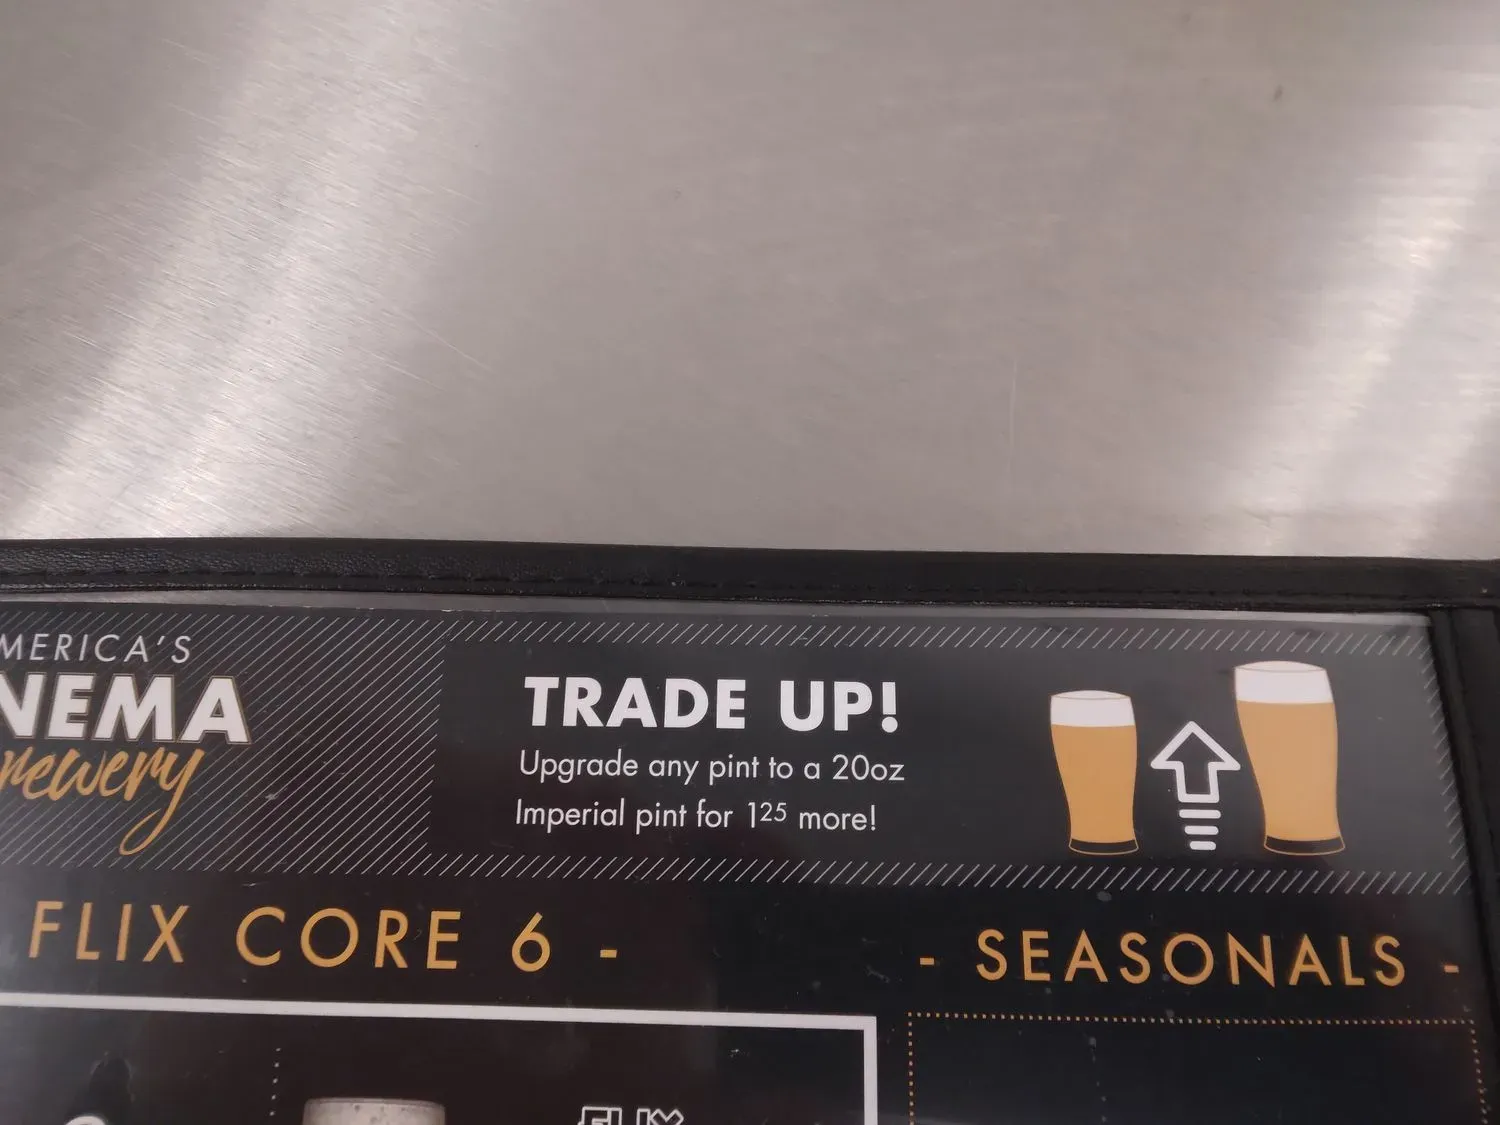 MERICA'S
NEMA
rewery
TRADE UP!
Upgrade any pint to a 20oz
Imperial pint for 1²⁵ more!
FLIX CORE 6 -
- SEASONALS -